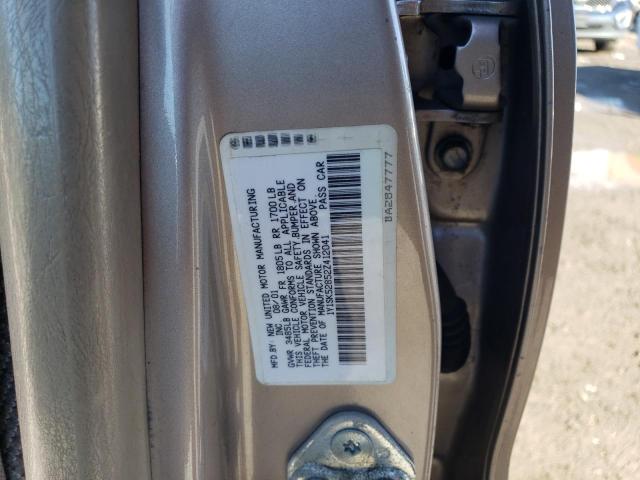 MFD.BY: NEW UNITED MOTOR MANUFACTURING
INC 08/01
GVWR 3485LB GAWR FR 1805LB RR 1700LB
THIS VEHICLE CONFORMS TO ALL APPLICABLE
FEDERAL MOTOR VEHICLE SAFETY,BUMPER,AND
THEFT PREVENTION STANDARDS IN EFFECT ON
THE DATE OF MANUFACTURE SHOWN ABOVE.
1Y1SK52852Z412041 PASS CAR
BA2847777